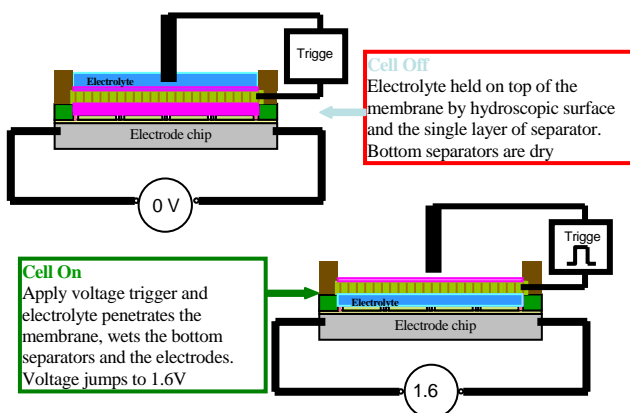 Trigge
Electrolyte
Cell Off
Electrolyte held on top of the
membrane by hydroscopic surface
and the single layer of separator.
Bottom separators are dry
Electrode chip
0 V
Trigge
Cell On
Apply voltage trigger and
electrolyte penetrates the
membrane, wets the bottom
separators and the electrodes.
Voltage jumps to 1.6V
Electrolyte
Electrode chip
1.6